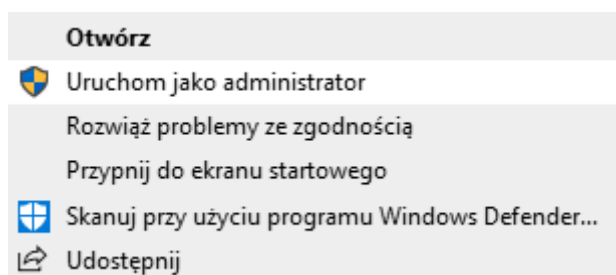 Otwórz
Uruchom jako administrator
Rozwiąż problemy ze zgodnością
Przypnij do ekranu startowego
Skanuj przy użyciu programu Windows Defender...
Udostępnij